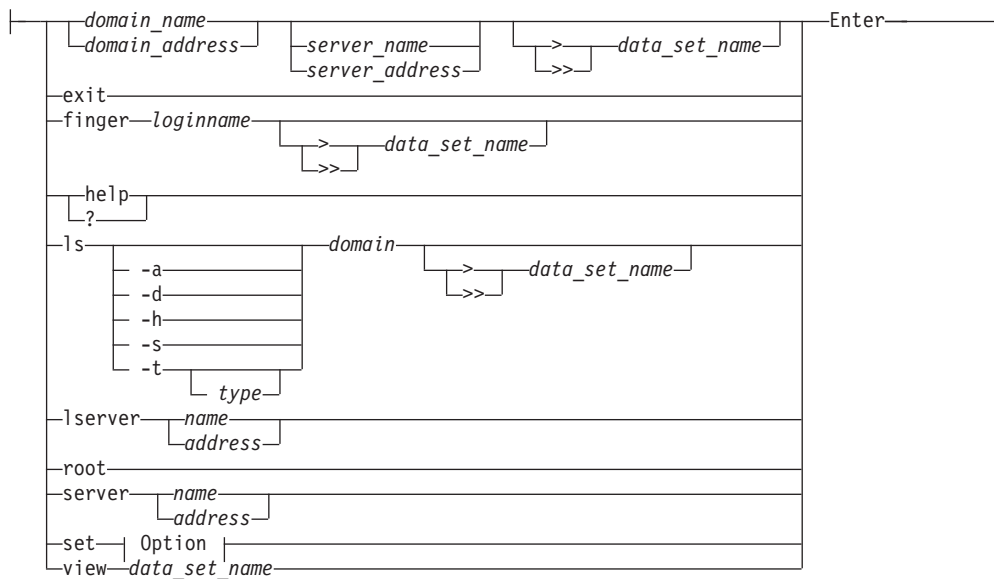 domain_name Enter
domain_address server_name > data_set_name
server_address >>
exit
finger loginname
> data_set_name
>>
help
?
ls domain
-a > data_set_name
-d >>
-h
-s
-t
type
lserver name
address
root
server name
address
set Option
view data_set_name